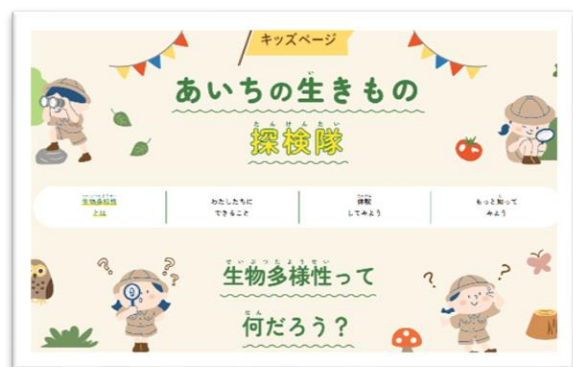 キッズページ
あいちの生きもの
探検隊
生物多様性
とは
わたしたちに
できること
体験
してみよう
もっと知って
みよう
生物多様性って
何だろう？